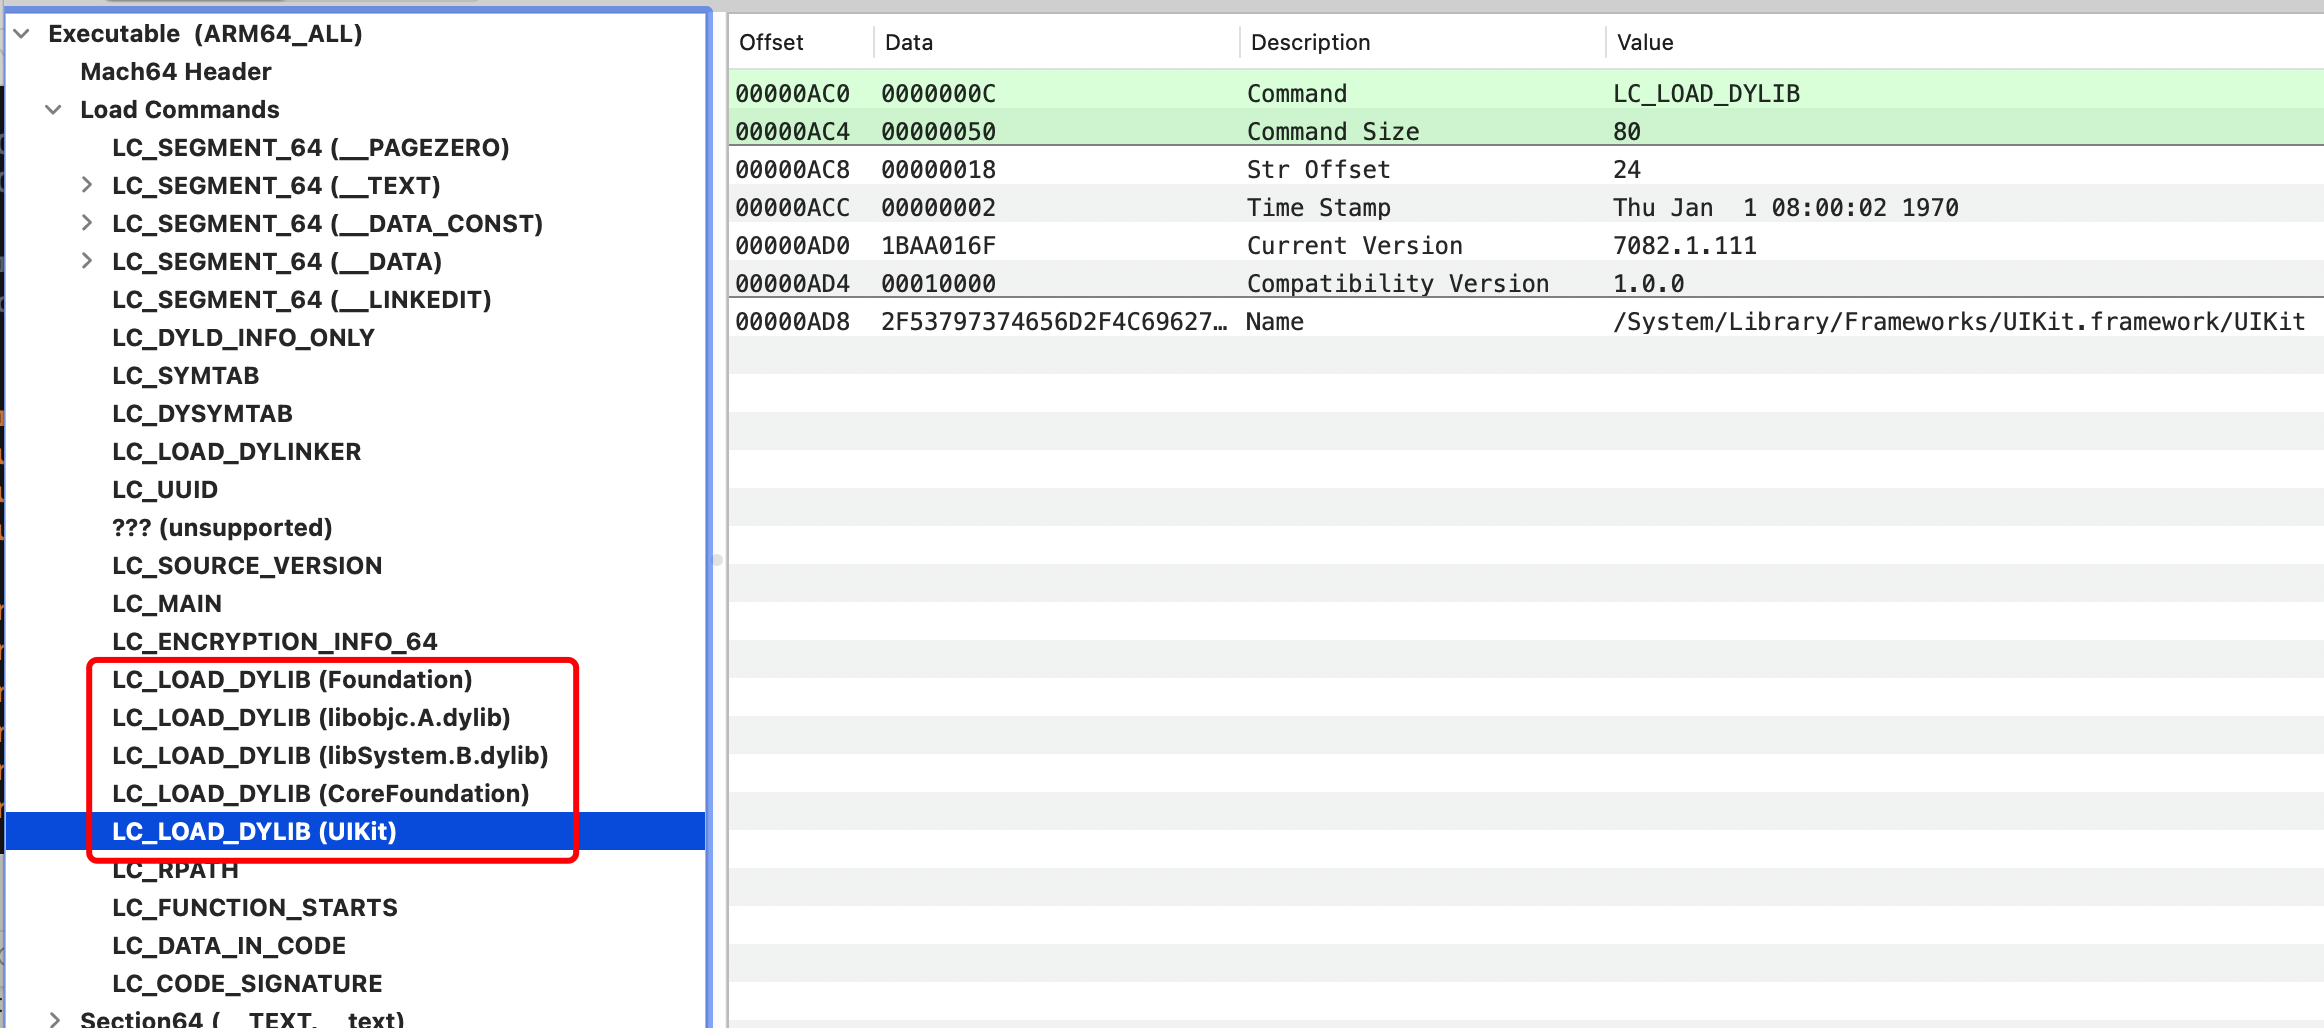 Executable (ARM64_ALL)
Mach64 Header
Load Commands
LC_SEGMENT_64 (__PAGEZERO)
LC_SEGMENT_64 (__TEXT)
LC_SEGMENT_64 (__DATA_CONST)
LC_SEGMENT_64 (__DATA)
LC_SEGMENT_64 (__LINKEDIT)
LC_DYLD_INFO_ONLY
LC_SYMTAB
LC_DYSYMTAB
LC_LOAD_DYLINKER
LC_UUID
??? (unsupported)
LC_SOURCE_VERSION
LC_MAIN
LC_ENCRYPTION_INFO_64
LC_LOAD_DYLIB (Foundation)
LC_LOAD_DYLIB (libobjc.A.dylib)
LC_LOAD_DYLIB (libSystem.B.dylib)
LC_LOAD_DYLIB (CoreFoundation)
LC_LOAD_DYLIB (UIKit)
LC_RPATH
LC_FUNCTION_STARTS
LC_DATA_IN_CODE
LC_CODE_SIGNATURE
Section64 (__TEXT,__text)
Offset Data Description Value
00000AC0 0000000C Command LC_LOAD_DYLIB
00000AC4 00000050 Command Size 80
00000AC8 00000018 Str Offset 24
00000ACC 00000002 Time Stamp Thu Jan  1 08:00:02 1970
00000AD0 1BAA016F Current Version 7082.1.111
00000AD4 00010000 Compatibility Version 1.0.0
00000AD8 2F53797374656D2F4C69627… Name /System/Library/Frameworks/UIKit.framework/UIKit